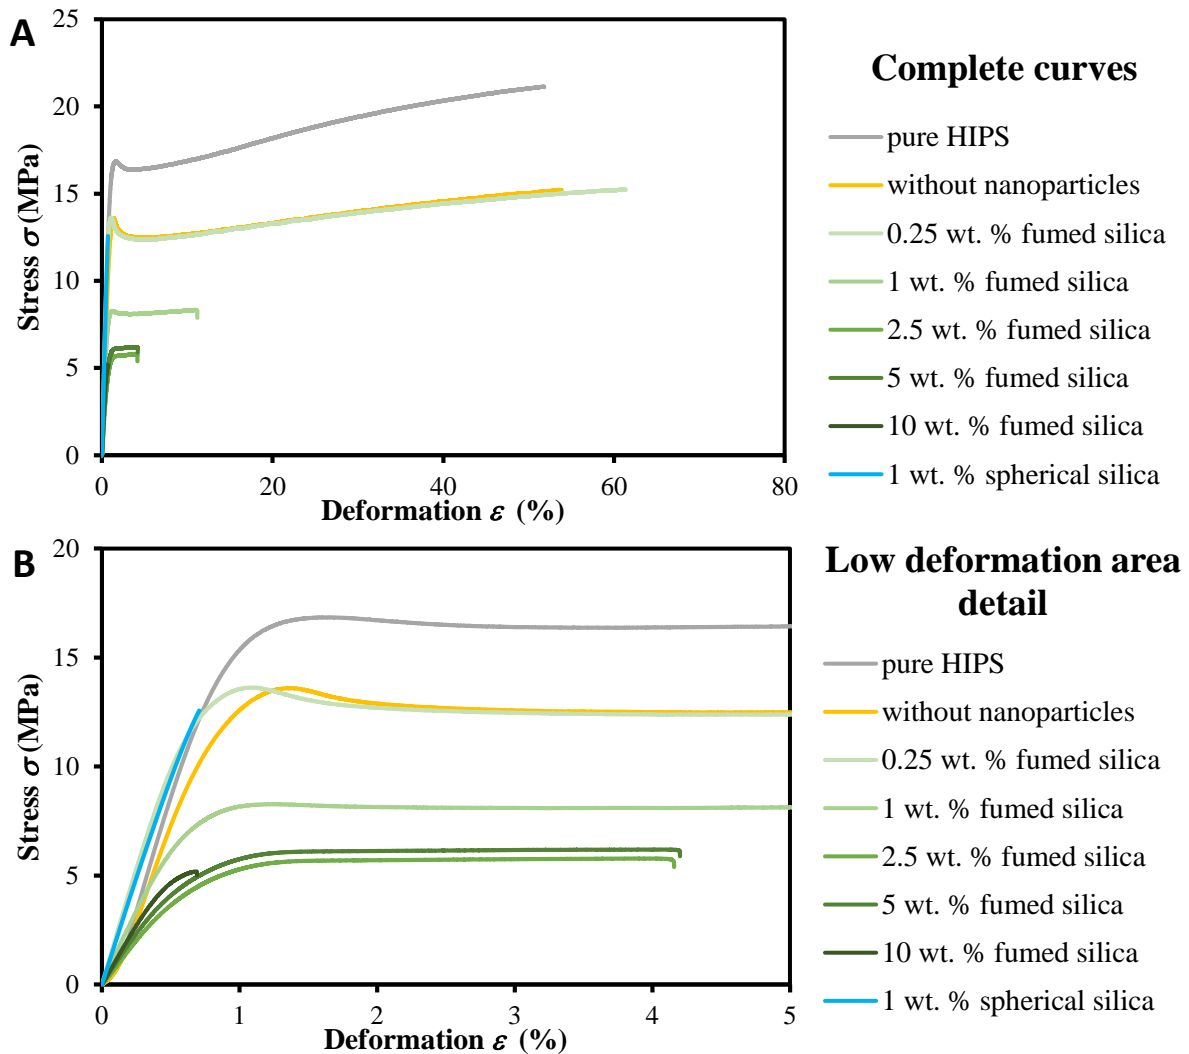 A
25
20
15
10
5
0
Stress σ (MPa)
0
20
40
60
80
Deformation ε (%)
Complete curves
pure HIPS
without nanoparticles
0.25 wt. % fumed silica
1 wt. % fumed silica
2.5 wt. % fumed silica
5 wt. % fumed silica
10 wt. % fumed silica
1 wt. % spherical silica
B
20
15
10
5
0
Stress σ (MPa)
0
1
2
3
4
5
Deformation ε (%)
Low deformation area
detail
pure HIPS
without nanoparticles
0.25 wt. % fumed silica
1 wt. % fumed silica
2.5 wt. % fumed silica
5 wt. % fumed silica
10 wt. % fumed silica
1 wt. % spherical silica